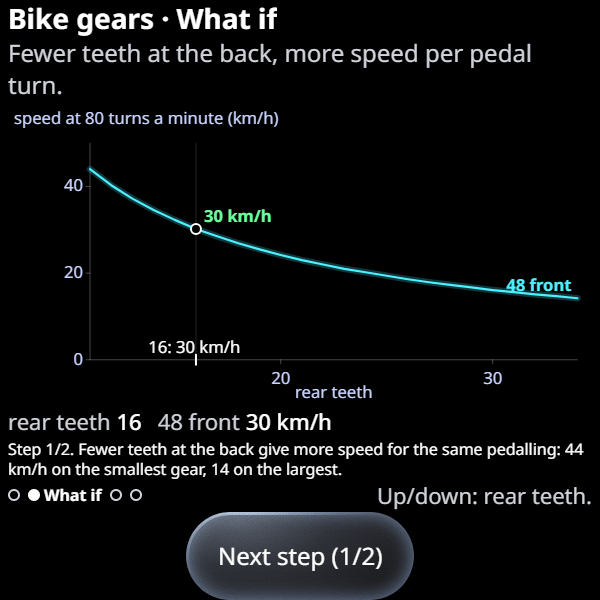 Bike gears · What if
Fewer teeth at the back, more speed per pedal
turn.
speed at 80 turns a minute (km/h)
40
30 km/h
20
48 front
16: 30 km/h
0
20
30
rear teeth
rear teeth 16 48 front 30 km/h
Step 1/2. Fewer teeth at the back give more speed for the same pedalling: 44
km/h on the smallest gear, 14 on the largest.
What if
Up/down: rear teeth.
Next step (1/2)